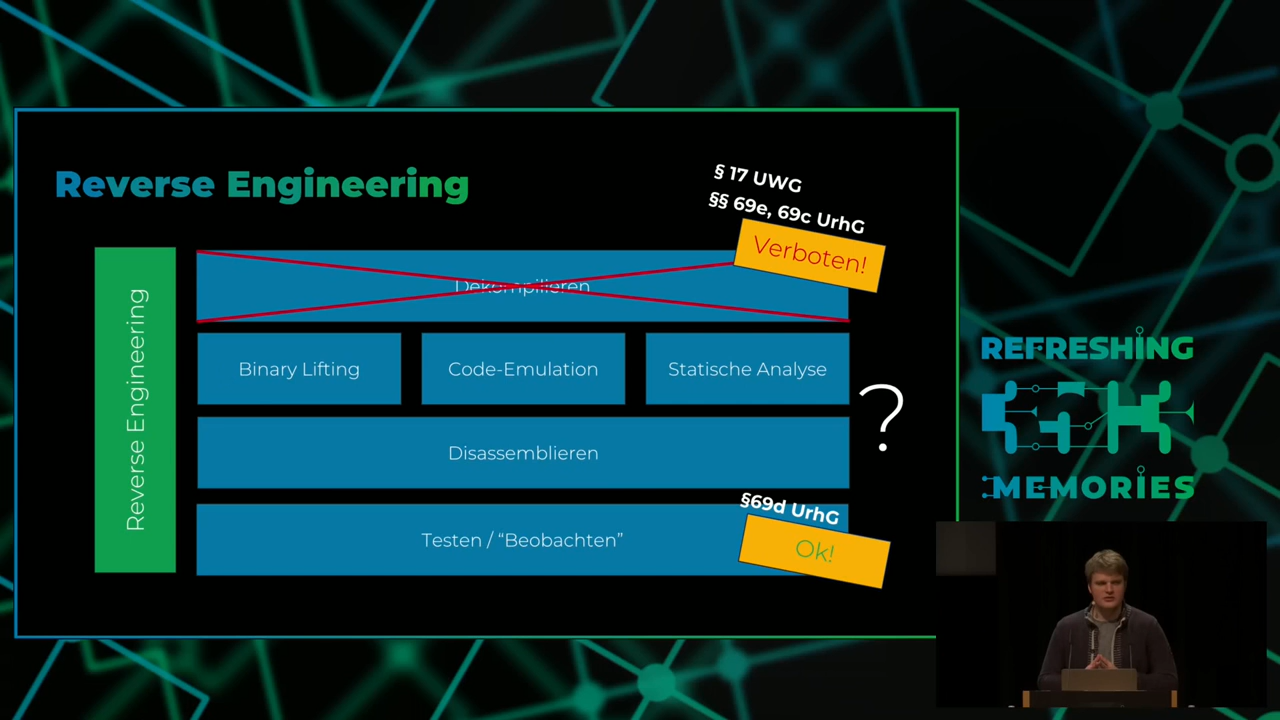 Reverse Engineering
§ 17 UWG
§§ 69e, 69c UrhG
Verboten!
Reverse Engineering
Dekompilieren
Binary Lifting
Code-Emulation
Statische Analyse
?
Disassemblieren
§69d UrhG
Testen / “Beobachten”
Ok!
REFRESHING
MEMORIES